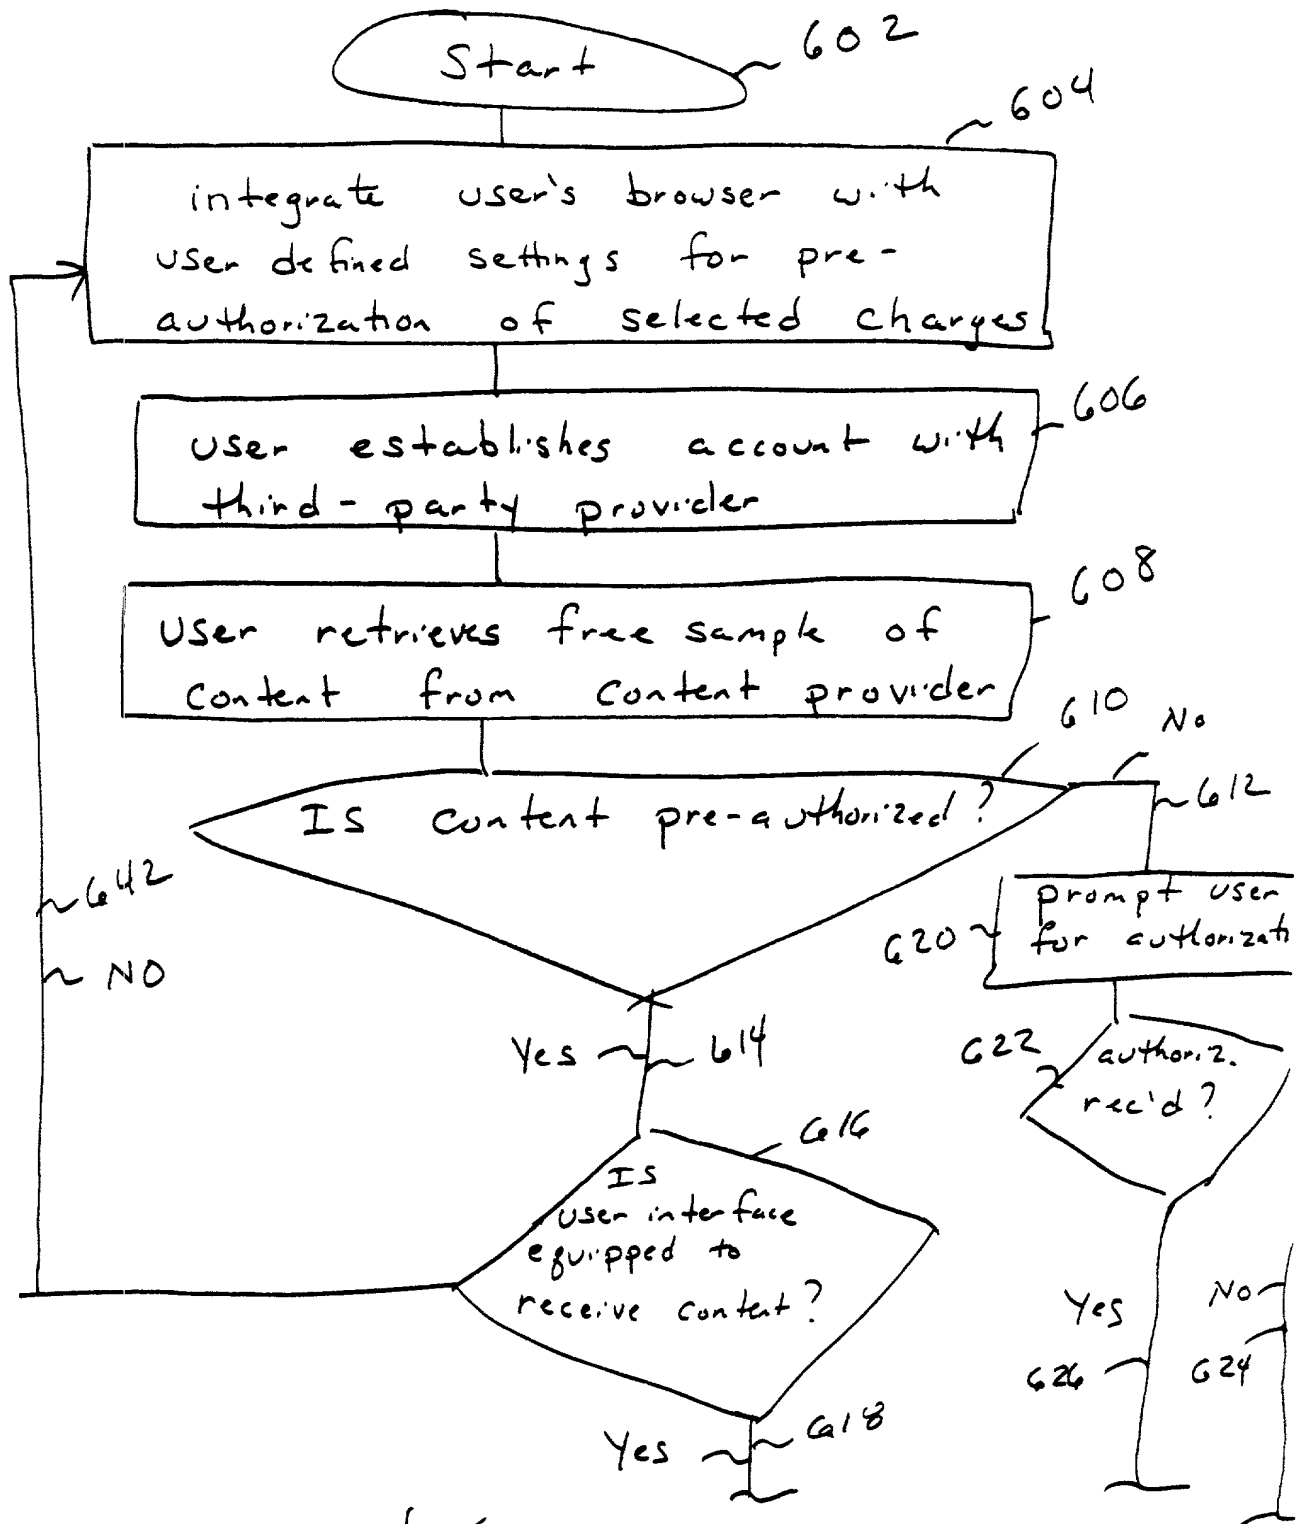 Start
602
604
integrate user's browser with
user defined settings for pre-
authorization of selected charges
606
user establishes account with
third-party provider
608
User retrieves free sample of
content from content provider
610
No
Is content pre-authorized?
612
642
prompt user
620
for authorizati
NO
Yes
614
622
authoriz.
rec'd?
616
Is
user interface
equipped to
receive content?
Yes
No
626
624
618
Yes